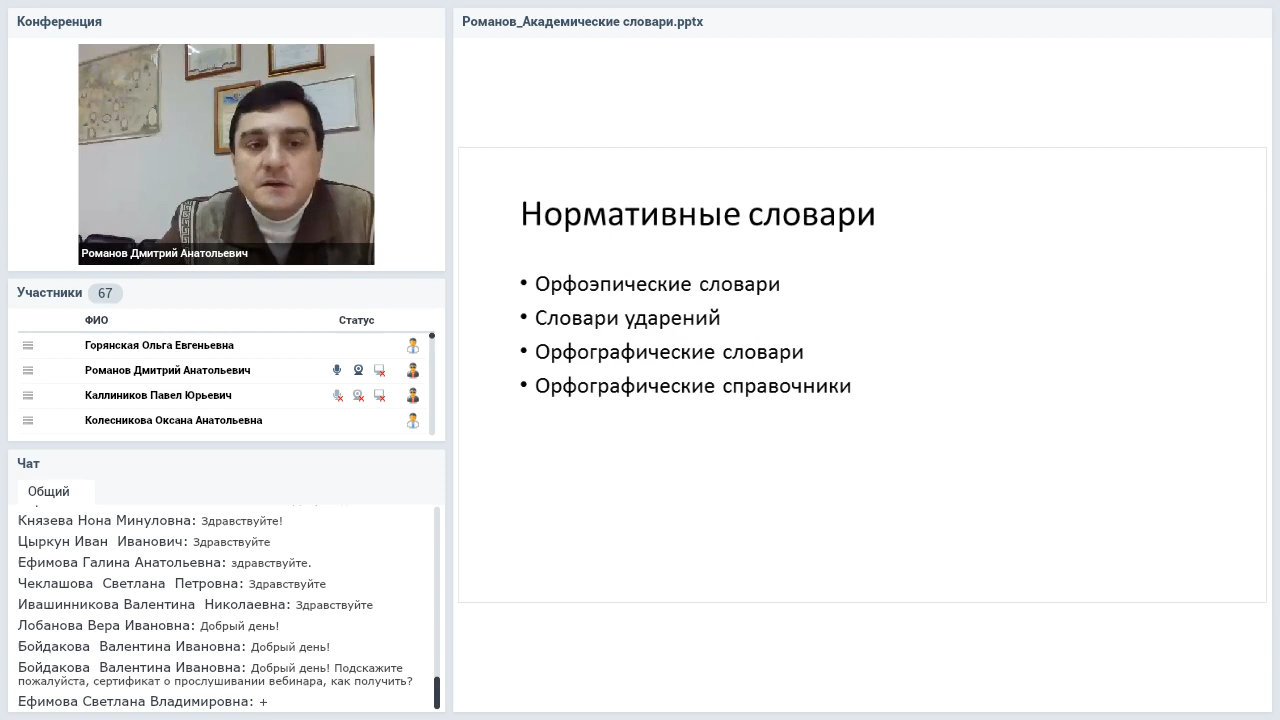 Конференция
Романов Дмитрий Анатольевич
Участники 67
ФИО Статус
Горянская Ольга Евгеньевна
Романов Дмитрий Анатольевич
Каллиников Павел Юрьевич
Колесникова Оксана Анатольевна
Чат
Общий
Князева Нона Минуловна: Здравствуйте!
Цыркун Иван Иванович: Здравствуйте
Ефимова Галина Анатольевна: здравствуйте.
Чеклашова Светлана Петровна: Здравствуйте
Ивашинникова Валентина Николаевна: Здравствуйте
Лобанова Вера Ивановна: Добрый день!
Бойдакова Валентина Ивановна: Добрый день!
Бойдакова Валентина Ивановна: Добрый день! Подскажите
пожалуйста, сертификат о прослушивании вебинара, как получить?
Ефимова Светлана Владимировна: +
Романов_Академические словари.pptx
Нормативные словари
• Орфоэпические словари
• Словари ударений
• Орфографические словари
• Орфографические справочники